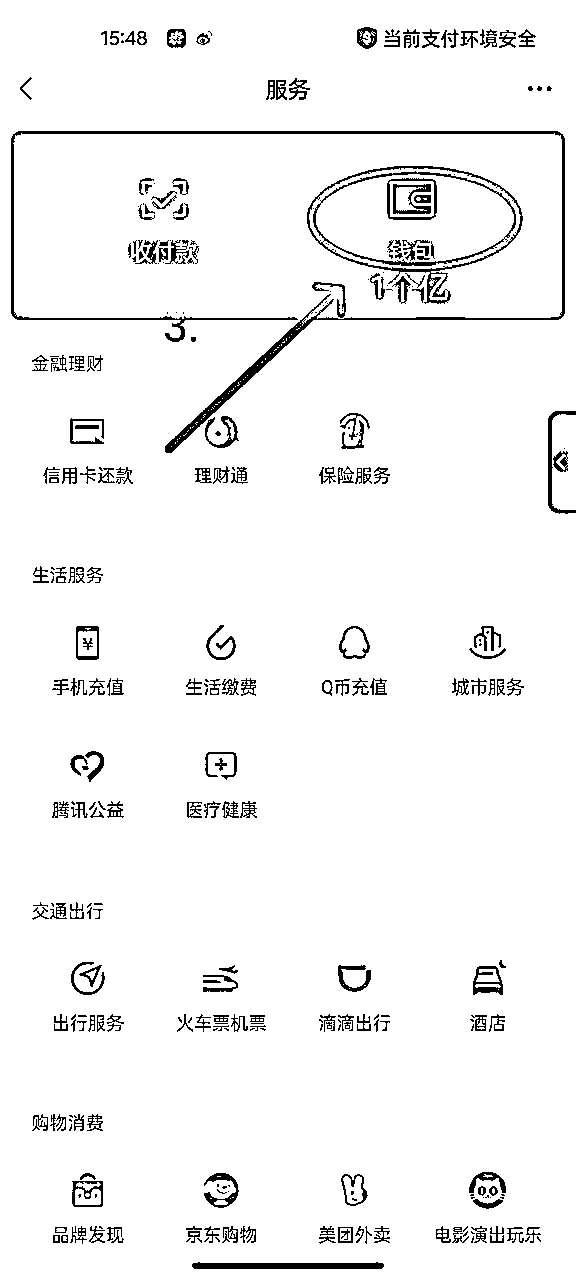 15:48 当前支付环境安全
服务
收付款 钱包
1个亿
3.
金融理财
信用卡还款 理财通 保险服务
生活服务
手机充值 生活缴费 Q币充值 城市服务
腾讯公益 医疗健康
交通出行
出行服务 火车票机票 滴滴出行 酒店
购物消费
品牌发现 京东购物 美团外卖 电影演出玩乐